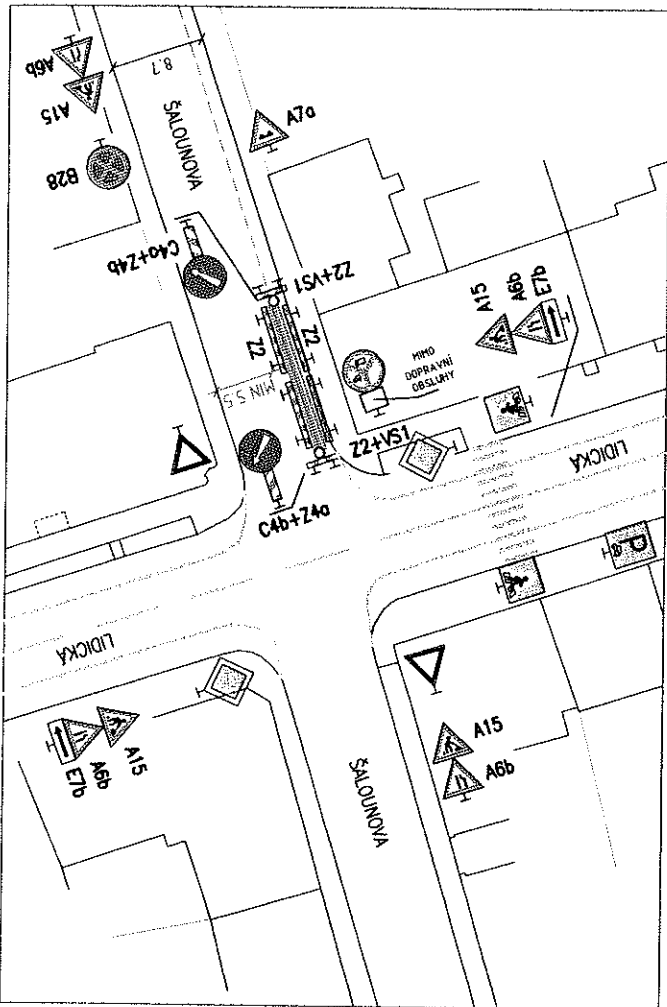 A6b
A15
B28
8.7
ŠALOUNOVA
A7a
C4a+Z4b
Z2+VS1
Z2
Z2
MIN 5.5
MIMO
DOPRAVNÍ
OBSLUHY
A15
A6b
E7b
Z2+VS1
C4b+Z4a
LIDICKÁ
P
LIDICKÁ
E7b
A6b
A15
ŠALOUNOVA
A15
A6b